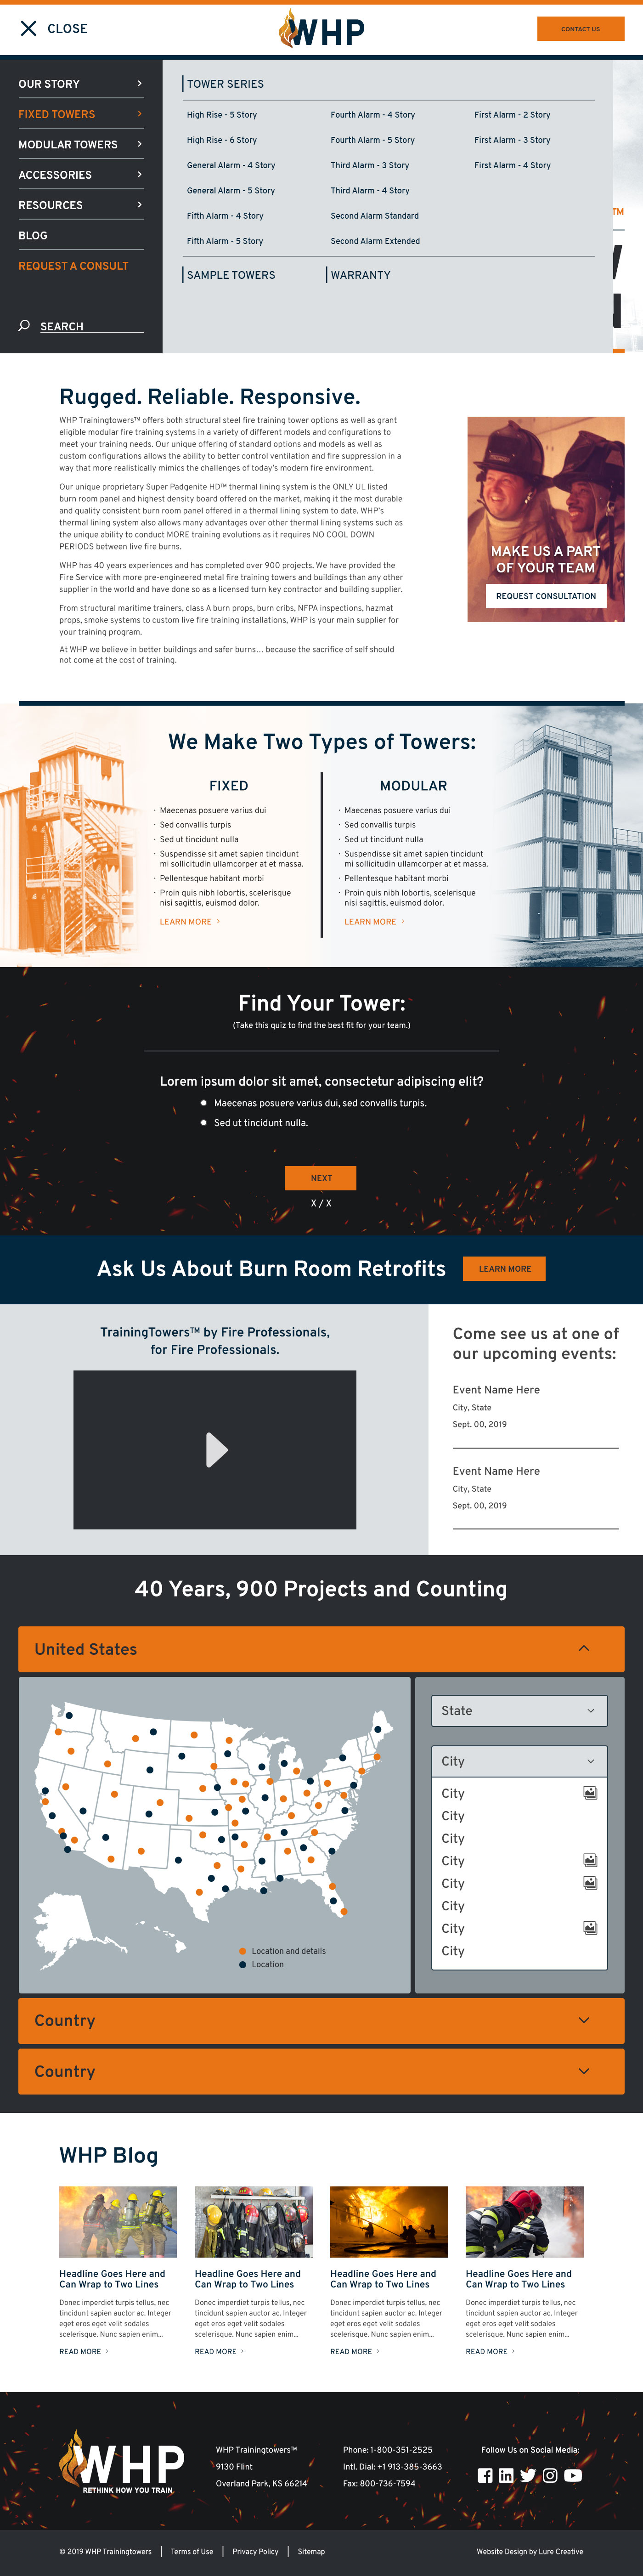 CLOSE
WHP
CONTACT US
OUR STORY
FIXED TOWERS
MODULAR TOWERS
ACCESSORIES
RESOURCES
BLOG
REQUEST A CONSULT
SEARCH
TOWER SERIES
High Rise - 5 Story
High Rise - 6 Story
General Alarm - 4 Story
General Alarm - 5 Story
Fifth Alarm - 4 Story
Fifth Alarm - 5 Story
Fourth Alarm - 4 Story
Fourth Alarm - 5 Story
Third Alarm - 3 Story
Third Alarm - 4 Story
Second Alarm Standard
Second Alarm Extended
First Alarm - 2 Story
First Alarm - 3 Story
First Alarm - 4 Story
SAMPLE TOWERS
WARRANTY
TM
Rugged. Reliable. Responsive.
WHP Trainingtowers™ offers both structural steel fire training tower options as well as grant
eligible modular fire training systems in a variety of different models and configurations to
meet your training needs. Our unique offering of standard options and models as well as
custom configurations allows the ability to better control ventilation and fire suppression in a
way that more realistically mimics the challenges of today's modern fire environment.
Our unique proprietary Super Padgenite HD™ thermal lining system is the ONLY UL listed
burn room panel and highest density board offered on the market, making it the most durable
and quality consistent burn room panel offered in a thermal lining system to date. WHP's
thermal lining system also allows many advantages over other thermal lining systems such as
the unique ability to conduct MORE training evolutions as it requires NO COOL DOWN
PERIODS between live fire burns.
WHP has 40 years experiences and has completed over 900 projects. We have provided the
Fire Service with more pre-engineered metal fire training towers and buildings than any other
supplier in the world and have done so as a licensed turn key contractor and building supplier.
From structural maritime trainers, class A burn props, burn cribs, NFPA inspections, hazmat
props, smoke systems to custom live fire training installations, WHP is your main supplier for
your training program.
At WHP we believe in better buildings and safer burns… because the sacrifice of self should
not come at the cost of training.
MAKE US A PART
OF YOUR TEAM
REQUEST CONSULTATION
We Make Two Types of Towers:
FIXED
· Maecenas posuere varius dui
· Sed convallis turpis
· Sed ut tincidunt nulla
· Suspendisse sit amet sapien tincidunt
mi sollicitudin ullamcorper at et massa.
· Pellentesque habitant morbi
· Proin quis nibh lobortis, scelerisque
nisi sagittis, euismod dolor.
LEARN MORE
MODULAR
· Maecenas posuere varius dui
· Sed convallis turpis
· Sed ut tincidunt nulla
· Suspendisse sit amet sapien tincidunt
mi sollicitudin ullamcorper at et massa.
· Pellentesque habitant morbi
· Proin quis nibh lobortis, scelerisque
nisi sagittis, euismod dolor.
LEARN MORE
Find Your Tower:
(Take this quiz to find the best fit for your team.)
Lorem ipsum dolor sit amet, consectetur adipiscing elit?
Maecenas posuere varius dui, sed convallis turpis.
Sed ut tincidunt nulla.
NEXT
X / X
Ask Us About Burn Room Retrofits
LEARN MORE
TrainingTowers™ by Fire Professionals,
for Fire Professionals.
Come see us at one of
our upcoming events:
Event Name Here
City, State
Sept. 00, 2019
Event Name Here
City, State
Sept. 00, 2019
40 Years, 900 Projects and Counting
United States
Location and details
Location
State
City
City
City
City
City
City
City
City
City
Country
Country
WHP Blog
Headline Goes Here and
Can Wrap to Two Lines
Donec imperdiet turpis tellus, nec
tincidunt sapien auctor ac. Integer
eget eros eget velit sodales
scelerisque. Nunc sapien enim...
READ MORE
Headline Goes Here and
Can Wrap to Two Lines
Donec imperdiet turpis tellus, nec
tincidunt sapien auctor ac. Integer
eget eros eget velit sodales
scelerisque. Nunc sapien enim...
READ MORE
Headline Goes Here and
Can Wrap to Two Lines
Donec imperdiet turpis tellus, nec
tincidunt sapien auctor ac. Integer
eget eros eget velit sodales
scelerisque. Nunc sapien enim...
READ MORE
Headline Goes Here and
Can Wrap to Two Lines
Donec imperdiet turpis tellus, nec
tincidunt sapien auctor ac. Integer
eget eros eget velit sodales
scelerisque. Nunc sapien enim...
READ MORE
WHP
RETHINK HOW YOU TRAIN.
WHP Trainingtowers™
9130 Flint
Overland Park, KS 66214
Phone: 1-800-351-2525
Intl. Dial: +1 913-385-3663
Fax: 800-736-7594
Follow Us on Social Media:
© 2019 WHP Trainingtowers
Terms of Use
Privacy Policy
Sitemap
Website Design by Lure Creative